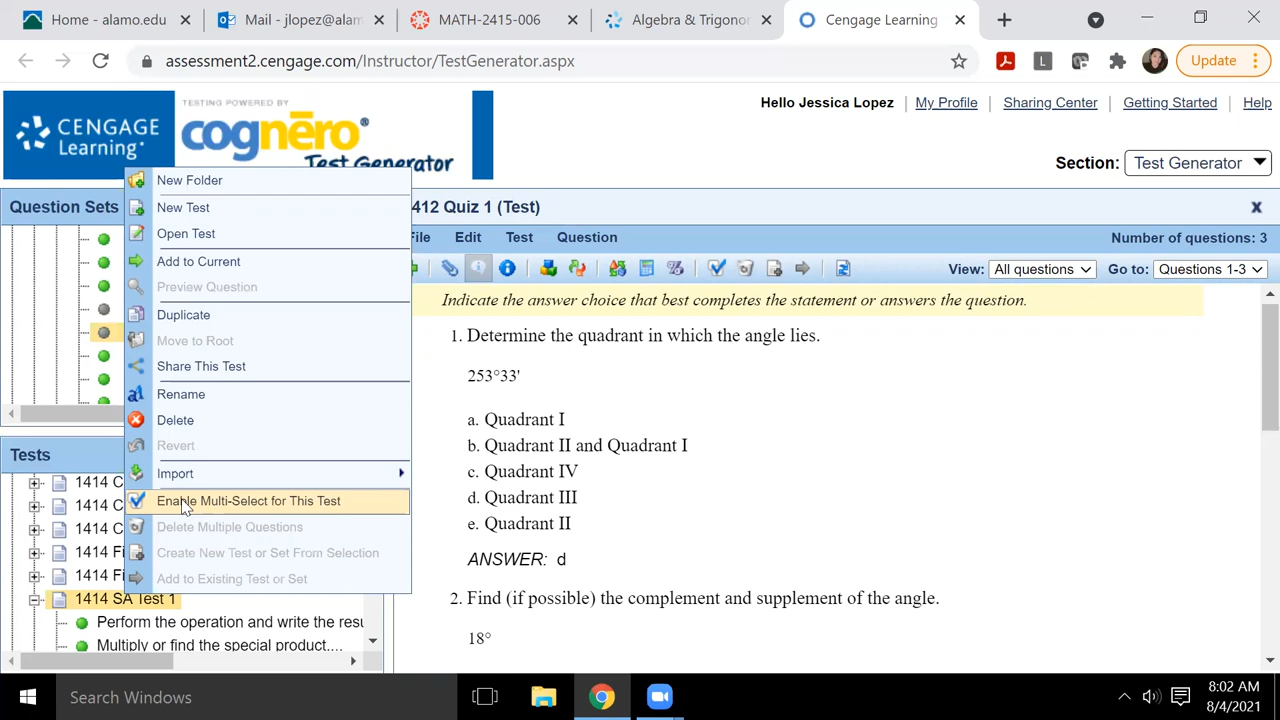 Home - alamo.edu
Mail - jlopez@alam
MATH-2415-006
Algebra & Trigonor
Cengage Learning
assessment2.cengage.com/Instructor/TestGenerator.aspx
L
Update
CENGAGE
Learning
TESTING POWERED BY
cognēro®
Test Generator
Hello Jessica Lopez
My Profile
Sharing Center
Getting Started
Help
Section:
Test Generator
Question Sets
New Folder
New Test
Open Test
Add to Current
Preview Question
Duplicate
Move to Root
Share This Test
Rename
Delete
Revert
Import
Enable Multi-Select for This Test
Delete Multiple Questions
Create New Test or Set From Selection
Add to Existing Test or Set
Tests
1414 C
1414 C
1414 C
1414 Fi
1414 Fi
1414 SA Test 1
Perform the operation and write the resu
Multiply or find the special product....
412 Quiz 1 (Test)
X
File
Edit
Test
Question
Number of questions: 3
View:
All questions
Go to:
Questions 1-3
Indicate the answer choice that best completes the statement or answers the question.
1. Determine the quadrant in which the angle lies.
253°33'
a. Quadrant I
b. Quadrant II and Quadrant I
c. Quadrant IV
d. Quadrant III
e. Quadrant II
ANSWER: d
2. Find (if possible) the complement and supplement of the angle.
18°
Search Windows
8:02 AM
8/4/2021